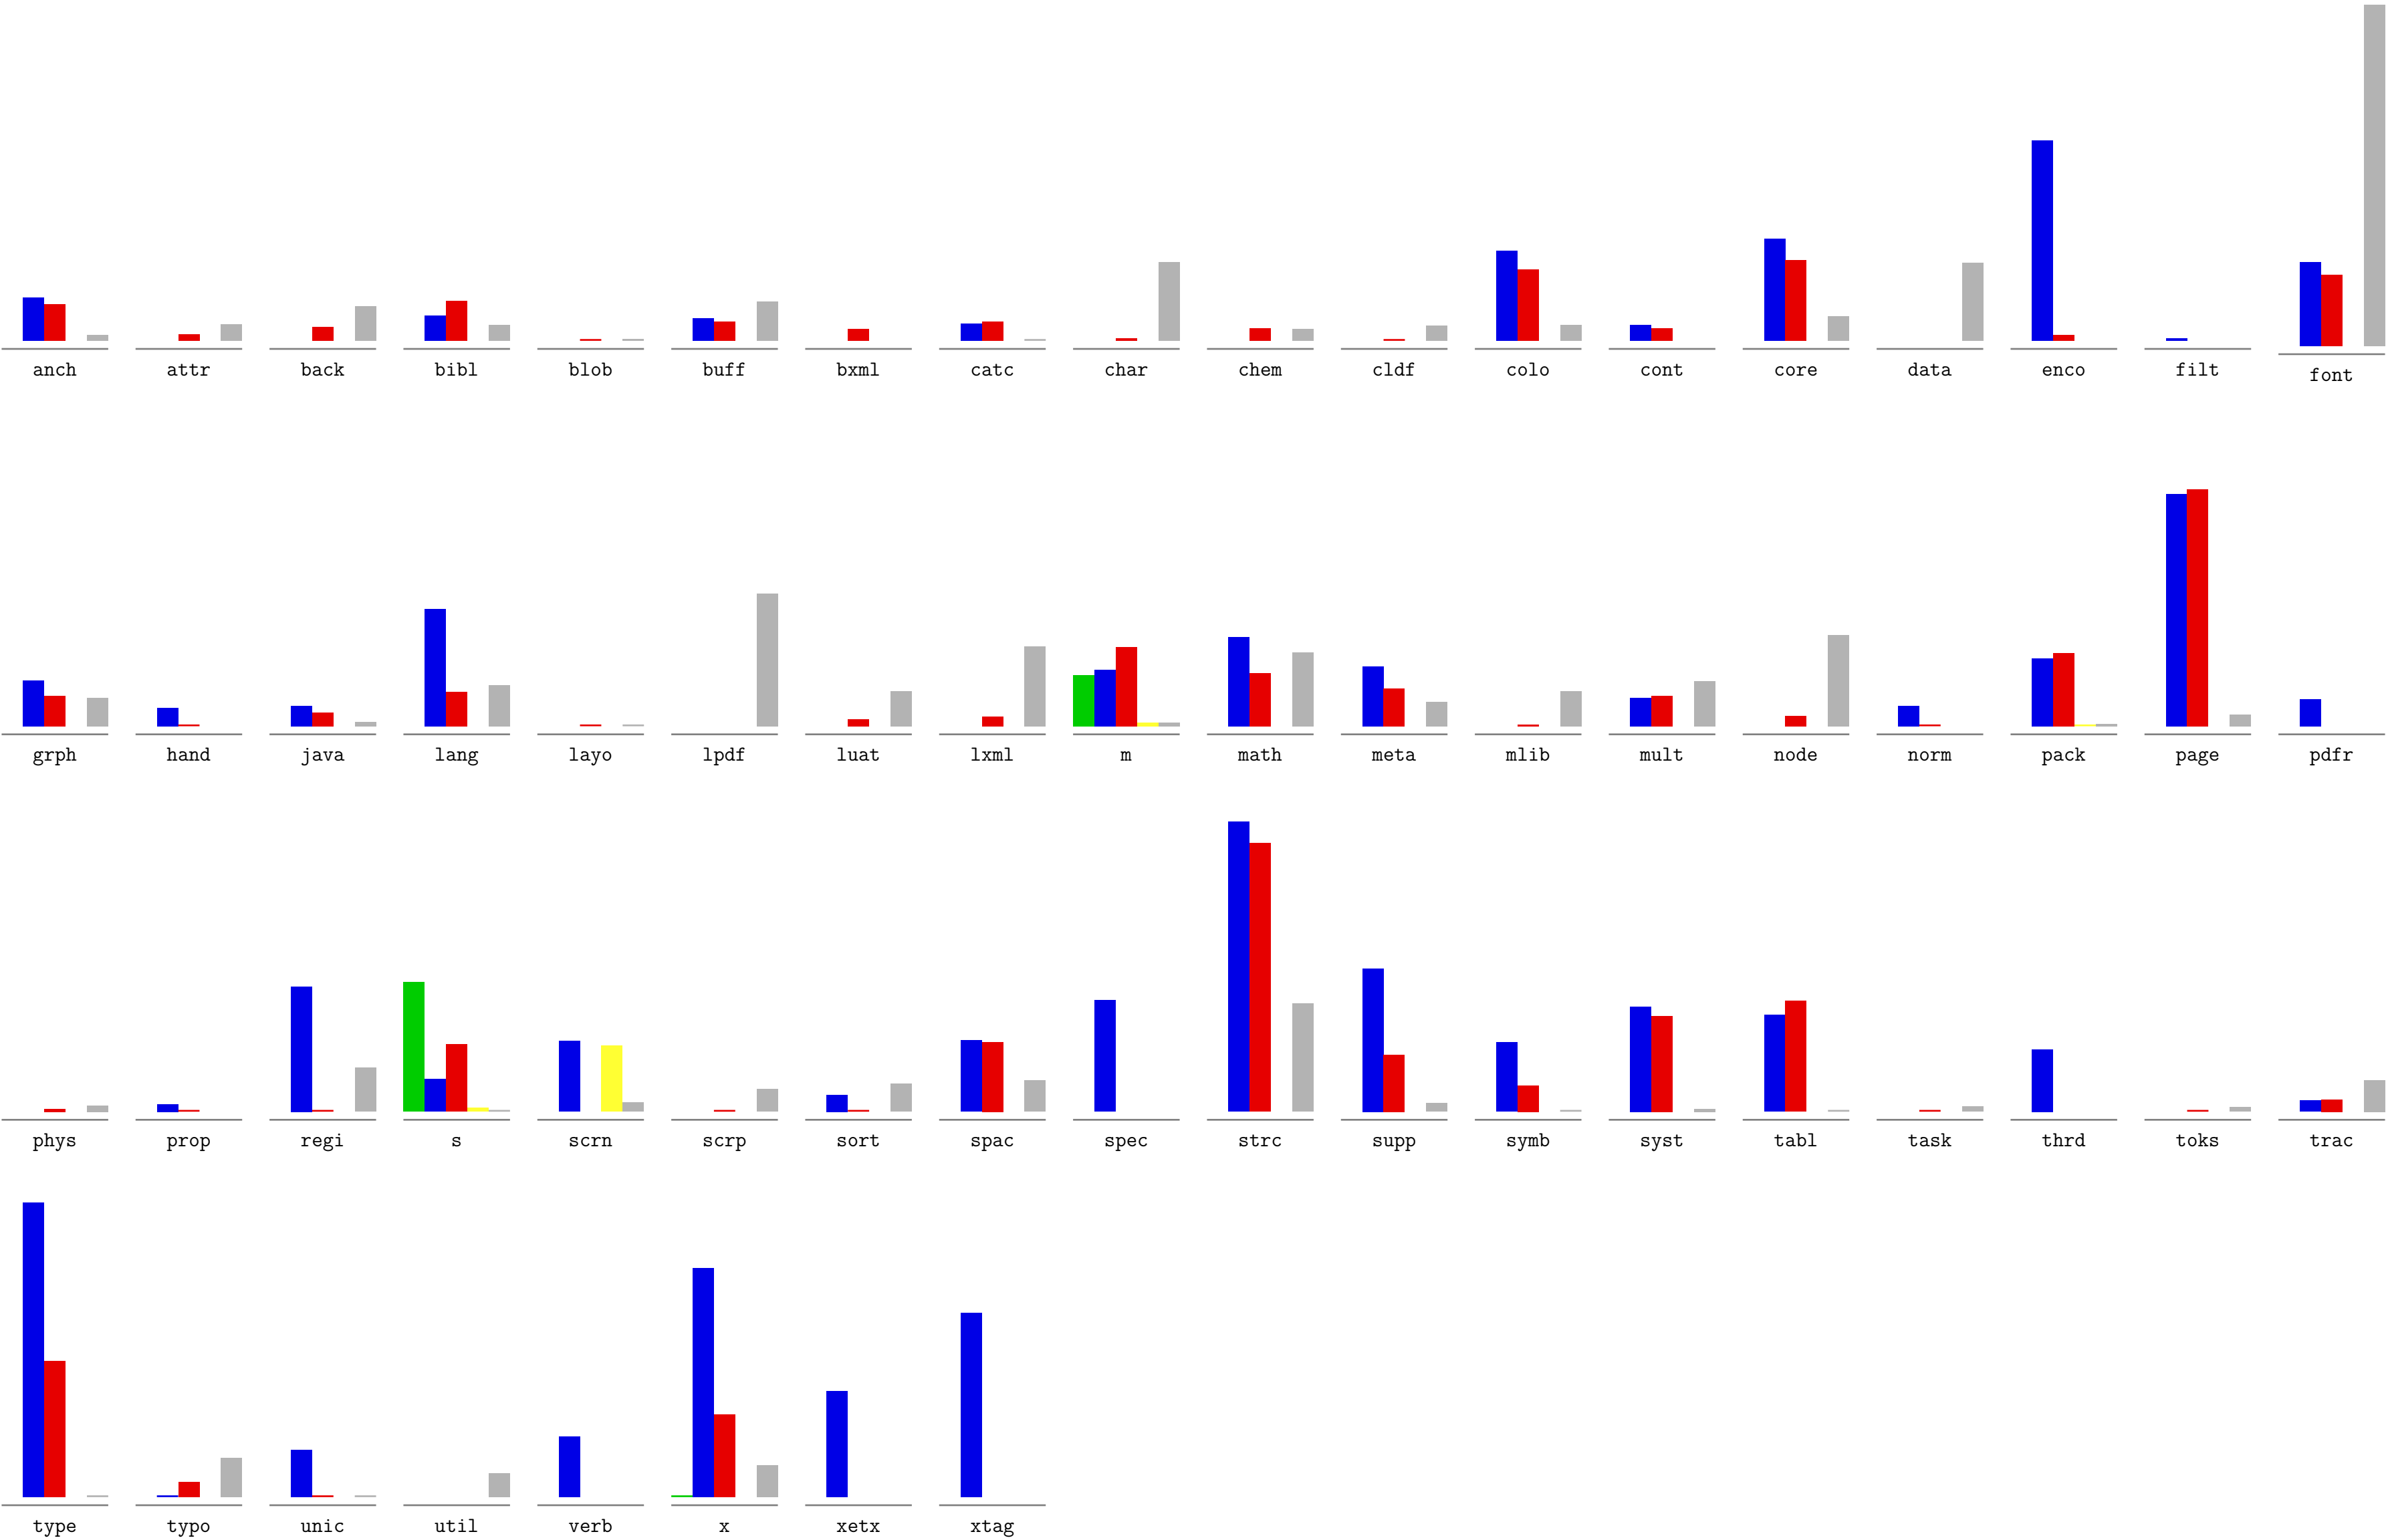 anch attr back bibl blob buff bxml catc char chem cldf colo cont core data enco filt font
grph hand java lang layo lpdf luat lxml m math meta mlib mult node norm pack page pdfr
phys prop regi s scrn scrp sort spac spec strc supp symb syst tabl task thrd toks trac
type typo unic util verb x xetx xtag